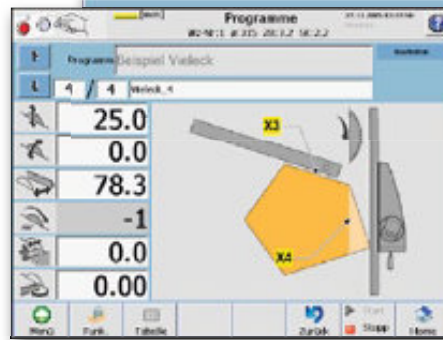 [mm]
Programme
Programm Beispiel Vieleck
4 / 4 Vieleck_4
25.0
0.0
78.3
-1
0.0
0.00
X3
X4
Menü
Funk.
Tabelle
Zurück
Start
Stopp
Home